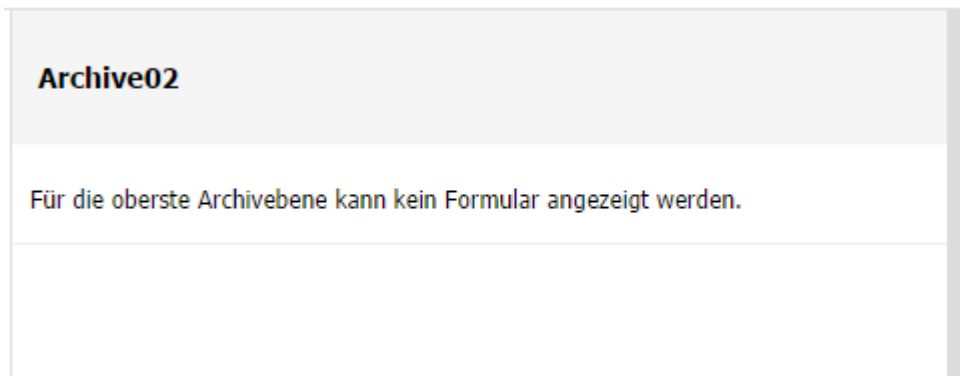 Archive02
Für die oberste Archivebene kann kein Formular angezeigt werden.